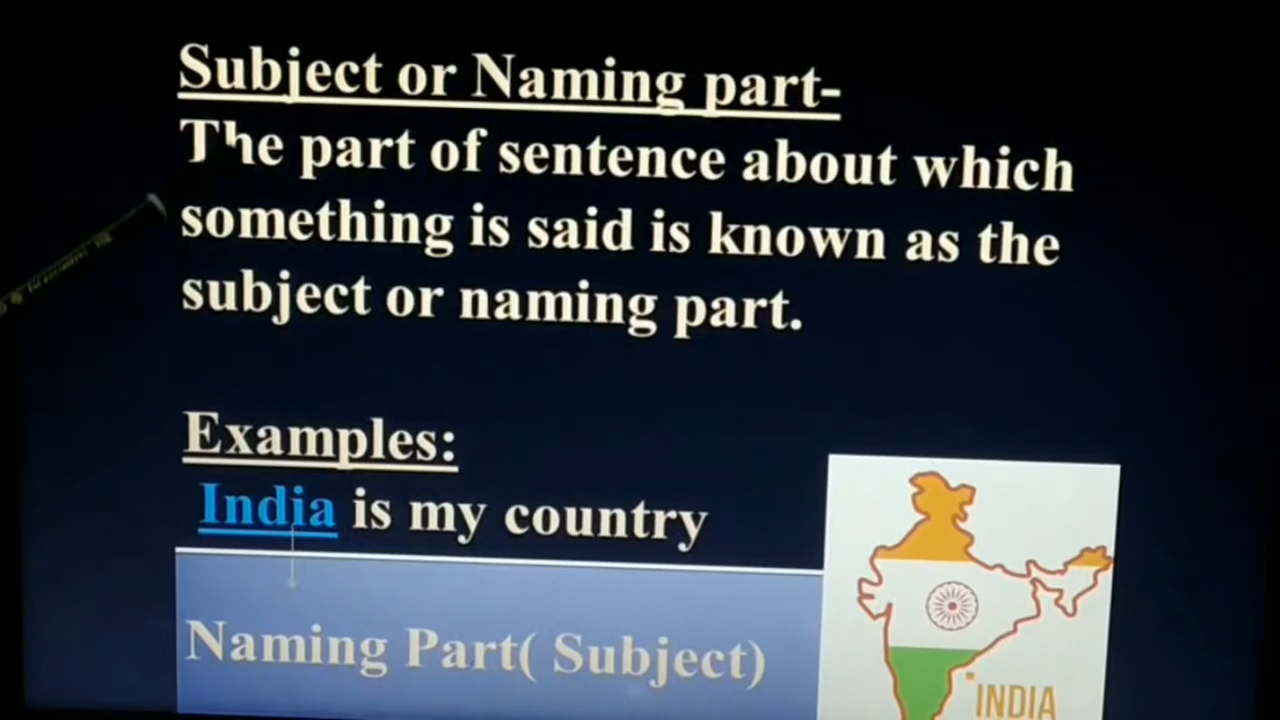 Subject or Naming part-
The part of sentence about which
something is said is known as the
subject or naming part.
Examples:
India is my country
Naming Part( Subject)
INDIA